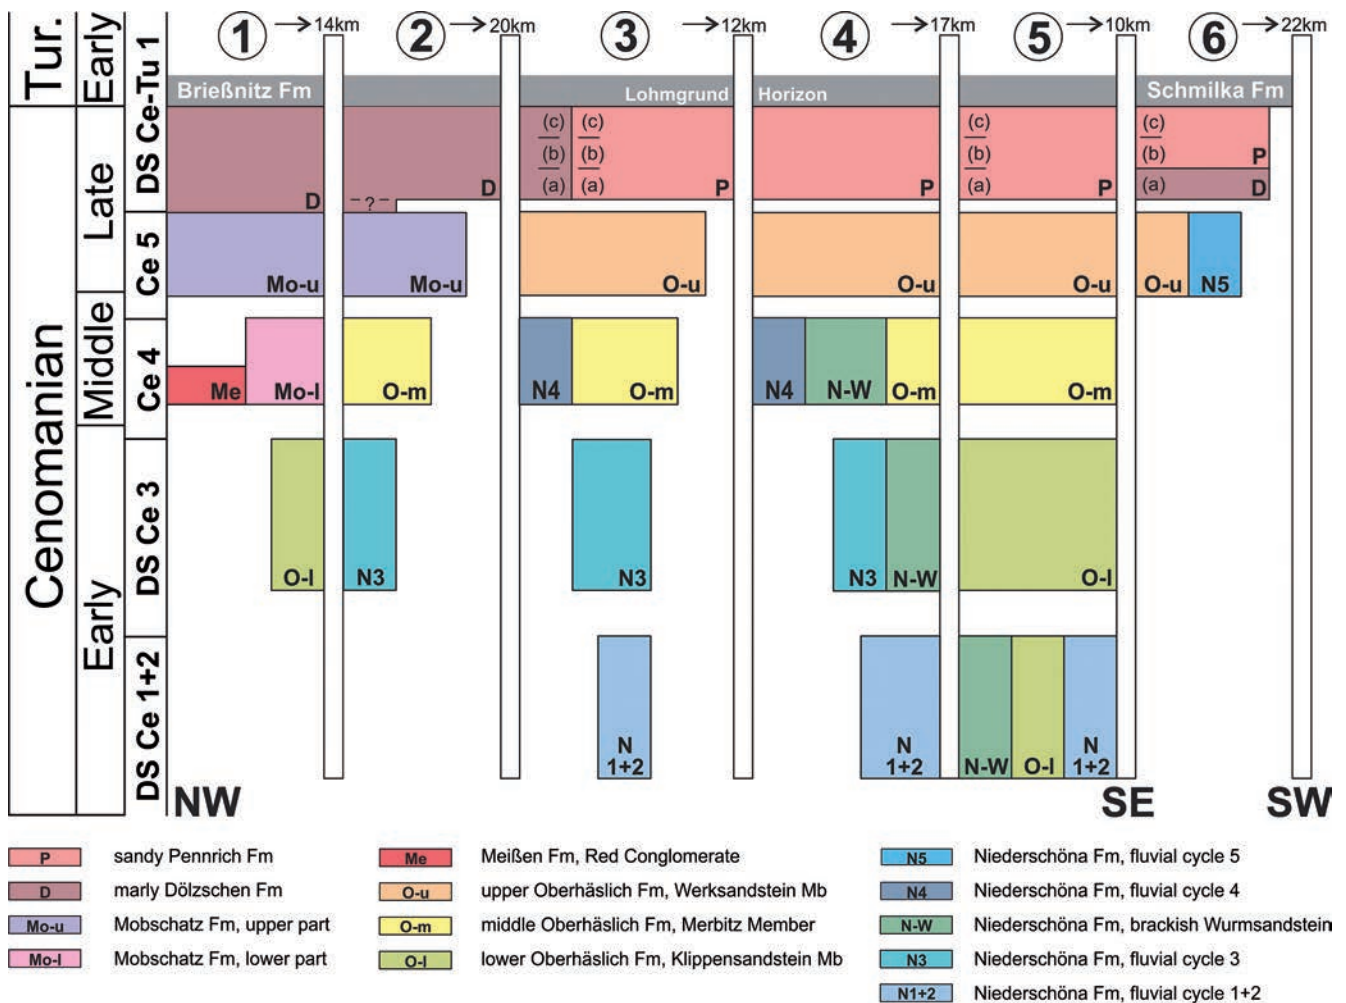 Tur.
Early
DS Ce-Tu 1
1 →14km
2 →20km
3 →12km
4 →17km
5 →10km
6 →22km
Brießnitz Fm
Lohmgrund Horizon
Schmilka Fm
Cenomanian
Late
Middle
Early
Ce 5
Ce 4
DS Ce 3
DS Ce 1+2
D
– ? –
D
(c) (c)
(b) (b)
(a) (a)
P
P
(c)
(b)
(a)
P
(c)
(b)
P
(a)
D
Mo-u
Mo-u
O-u
O-u
O-u
O-u
N5
Me
Mo-l
O-m
N4
O-m
N4
N-W
O-m
O-m
O-l
N3
N3
N3
N-W
O-l
N
1+2
N
1+2
N-W
O-l
N
1+2
NW
SE
SW
P sandy Pennrich Fm
D marly Dölzschen Fm
Mo-u Mobschatz Fm, upper part
Mo-l Mobschatz Fm, lower part
Me Meißen Fm, Red Conglomerate
O-u upper Oberhäslich Fm, Werksandstein Mb
O-m middle Oberhäslich Fm, Merbitz Member
O-l lower Oberhäslich Fm, Klippensandstein Mb
N5 Niederschöna Fm, fluvial cycle 5
N4 Niederschöna Fm, fluvial cycle 4
N-W Niederschöna Fm, brackish Wurmsandstein
N3 Niederschöna Fm, fluvial cycle 3
N1+2 Niederschöna Fm, fluvial cycle 1+2